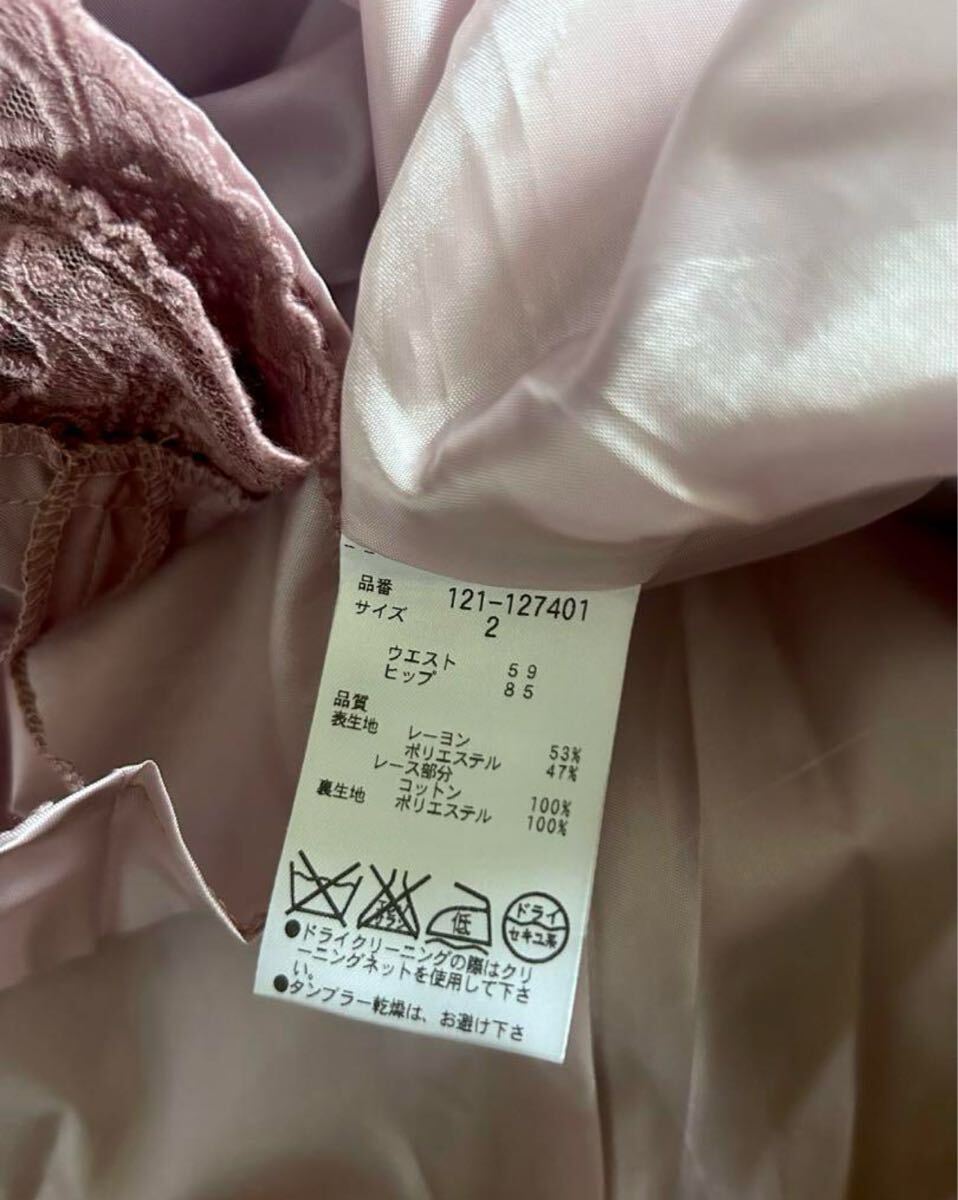 品番 121-127401
サイズ 2
ウエスト 59
ヒップ 85
品質
表生地 レーヨン 53%
ポリエステル 47%
レース部分
コットン 100%
裏生地 ポリエステル 100%
低
ドライ
セキユ系
●ドライクリーニングの際はクリ
ーニングネットを使用して下さ
い。
●タンブラー乾燥は、お避け下さ